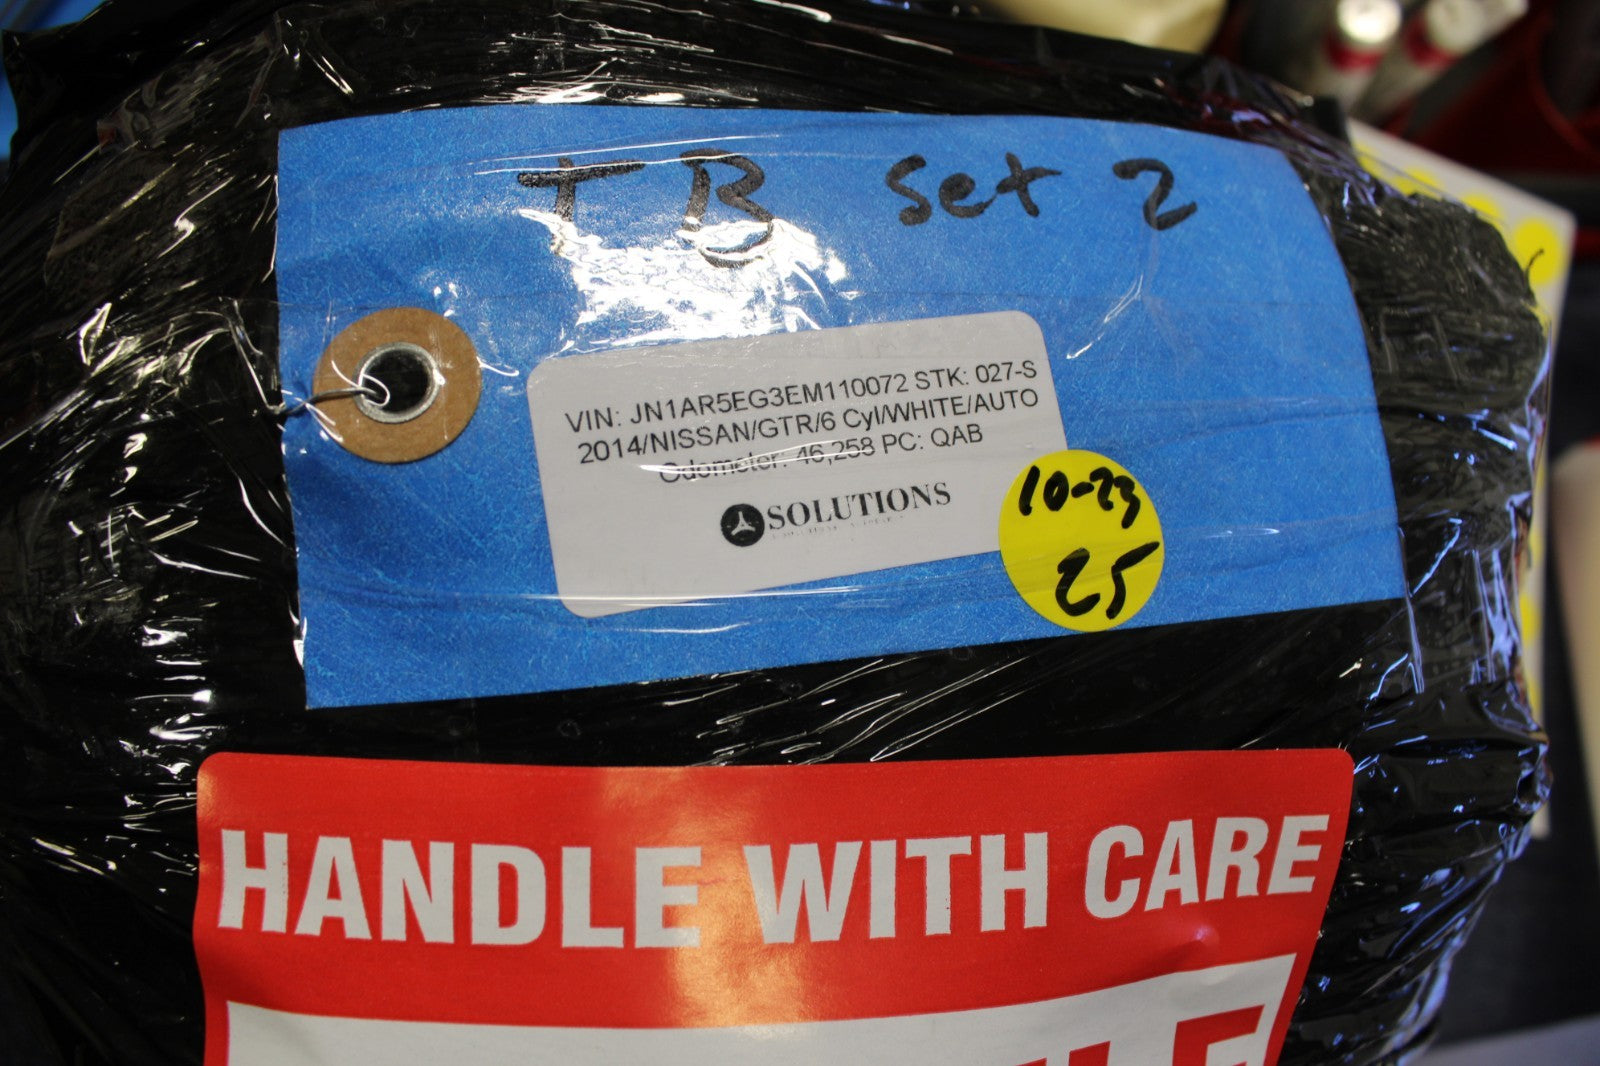 TB Set 2
VIN: JN1AR5EG3EM110072 STK: 027-S
2014/NISSAN/GTR/6 Cyl/WHITE/AUTO
Odometer: 46,258 PC: QAB
SOLUTIONS
10-23
25
HANDLE WITH CARE